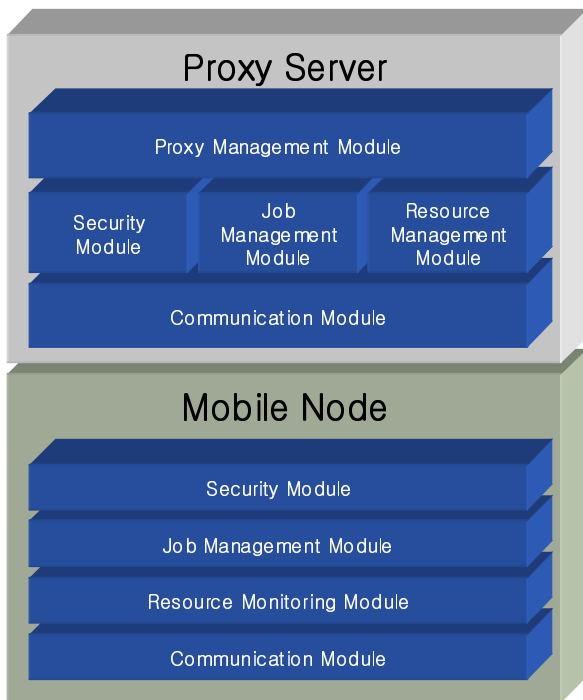 Proxy Server
Proxy Management Module
Security
Module
Job
Management
Module
Resource
Management
Module
Communication Module
Mobile Node
Security Module
Job Management Module
Resource Monitoring Module
Communication Module